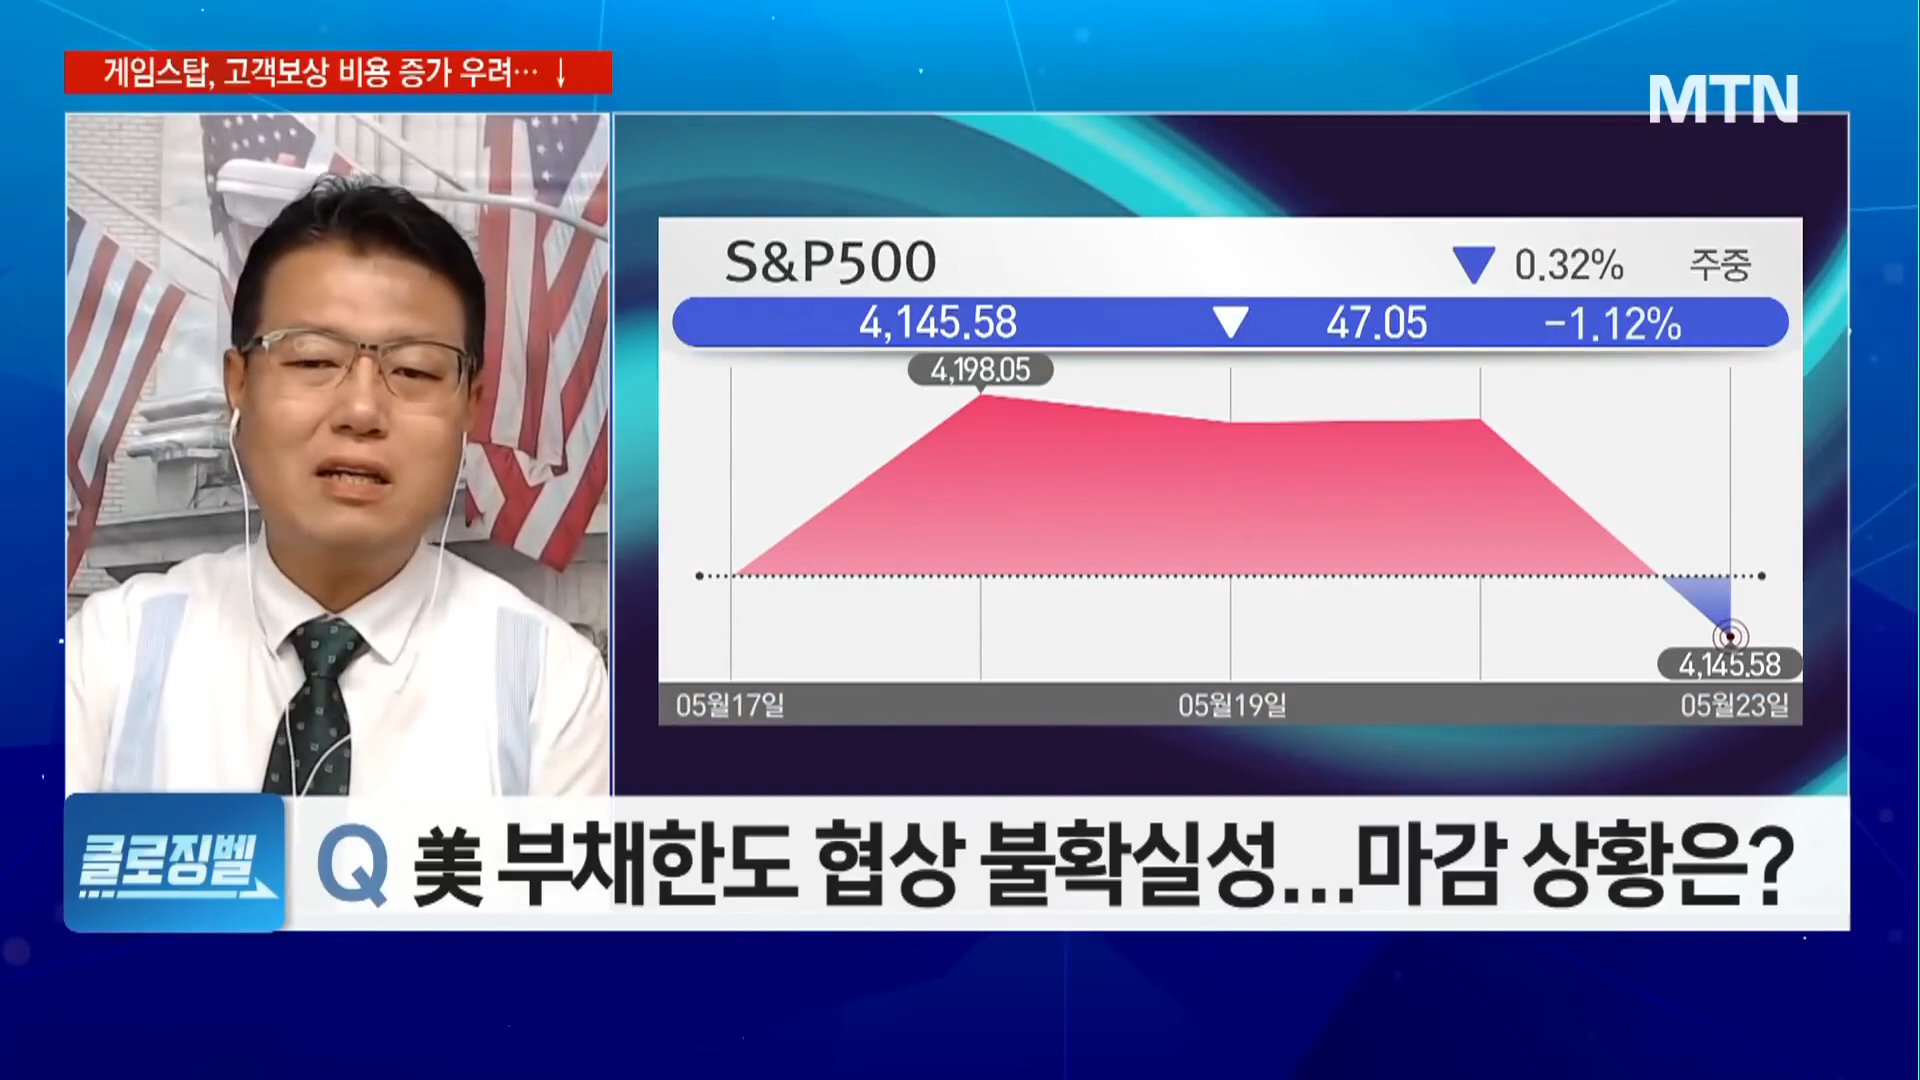 게임스탑, 고객보상 비용 증가 우려… ↓
MTN
S&P500 ▼ 0.32% 주중
4,145.58 ▼ 47.05 -1.12%
4,198.05
4,145.58
05월17일 05월19일 05월23일
클로징벨
Q 美 부채한도 협상 불확실성...마감 상황은?